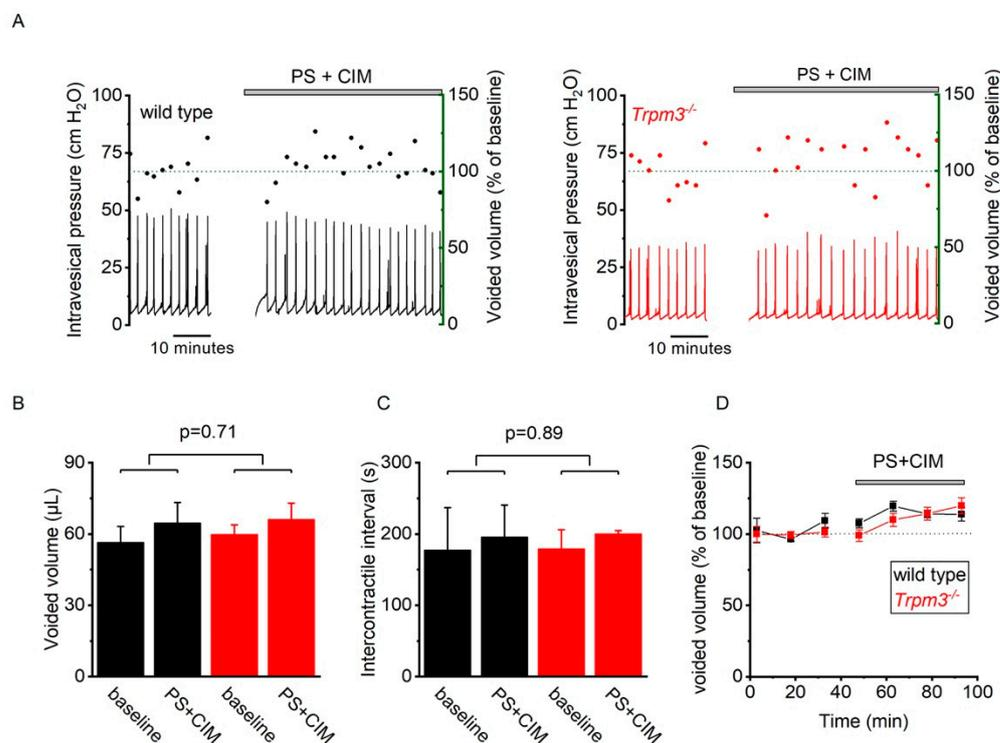 A
PS + CIM
Intravesical pressure (cm H2O)
100
75
50
25
0
wild type
150
100
50
0
Voided volume (% of baseline)
10 minutes
PS + CIM
Intravesical pressure (cm H2O)
100
75
50
25
0
Trpm3-/-
150
100
50
0
Voided volume (% of baseline)
10 minutes
B
p=0.71
Voided volume (µL)
90
60
30
0
baseline
PS+CIM
baseline
PS+CIM
C
p=0.89
Intercontractile interval (s)
300
200
100
0
baseline
PS+CIM
baseline
PS+CIM
D
PS+CIM
voided volume (% of baseline)
150
100
50
0
wild type
Trpm3-/-
0 20 40 60 80 100
Time (min)